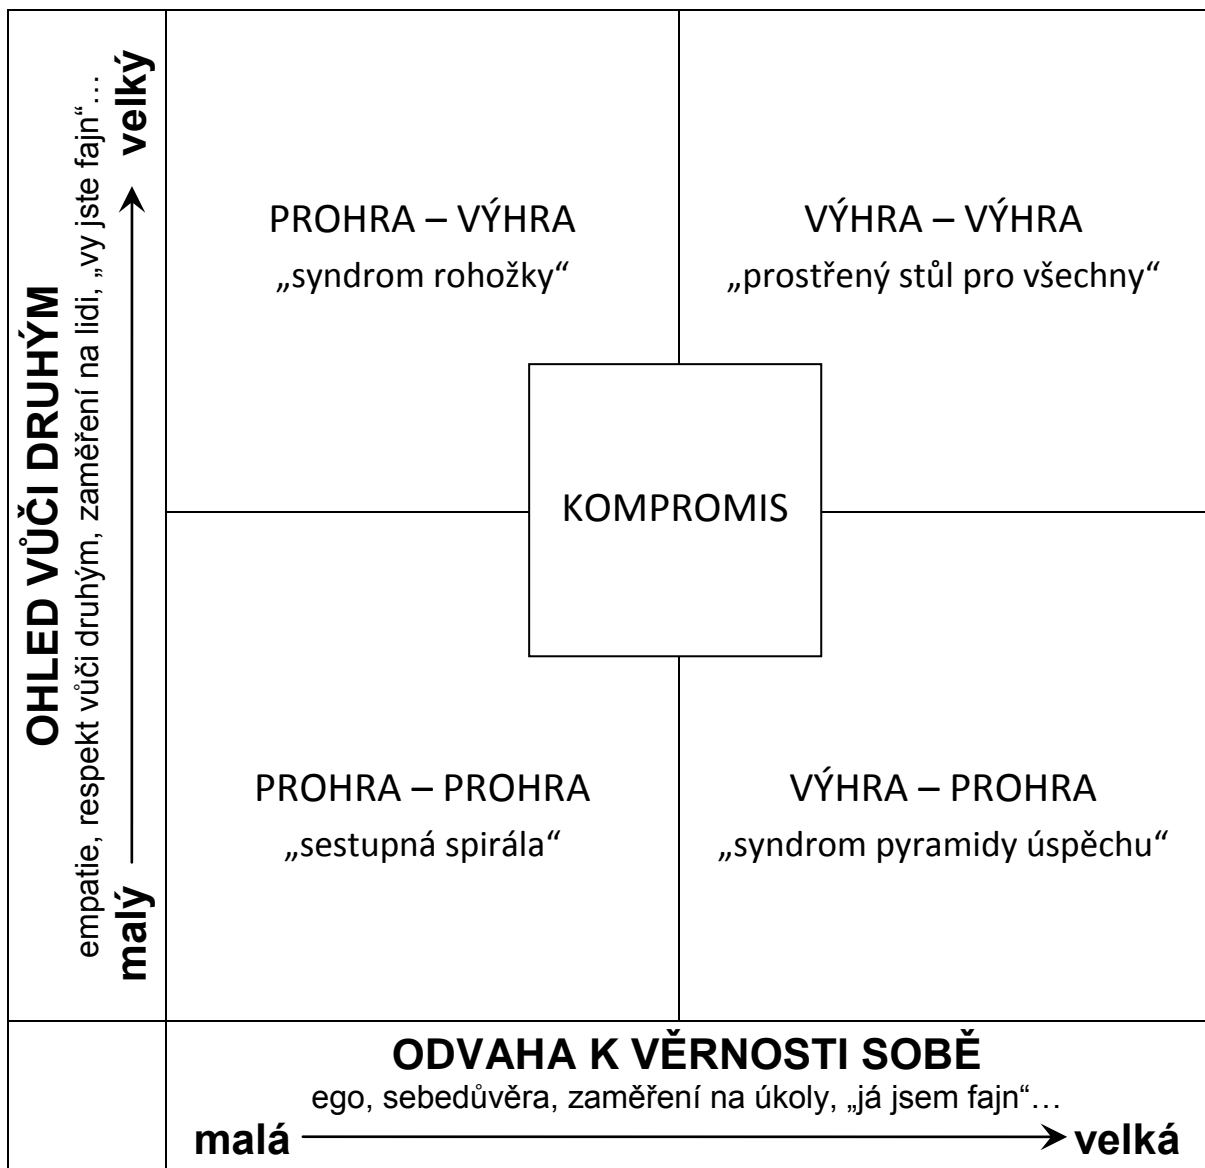 OHLED VŮČI DRUHÝM
empatie, respekt vůči druhým, zaměření na lidi, „vy jste fajn“…
malý
velký
PROHRA – VÝHRA
„syndrom rohožky“
VÝHRA – VÝHRA
„prostřený stůl pro všechny“
KOMPROMIS
PROHRA – PROHRA
„sestupná spirála“
VÝHRA – PROHRA
„syndrom pyramidy úspěchu“
ODVAHA K VĚRNOSTI SOBĚ
ego, sebedůvěra, zaměření na úkoly, „já jsem fajn“…
malá
velká